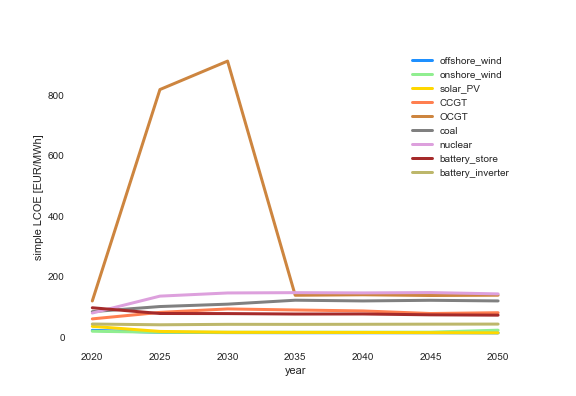 simple LCOE [EUR/MWh]
800
600
400
200
0
2020 2025 2030 2035 2040 2045 2050
year
offshore_wind
onshore_wind
solar_PV
CCGT
OCGT
coal
nuclear
battery_store
battery_inverter